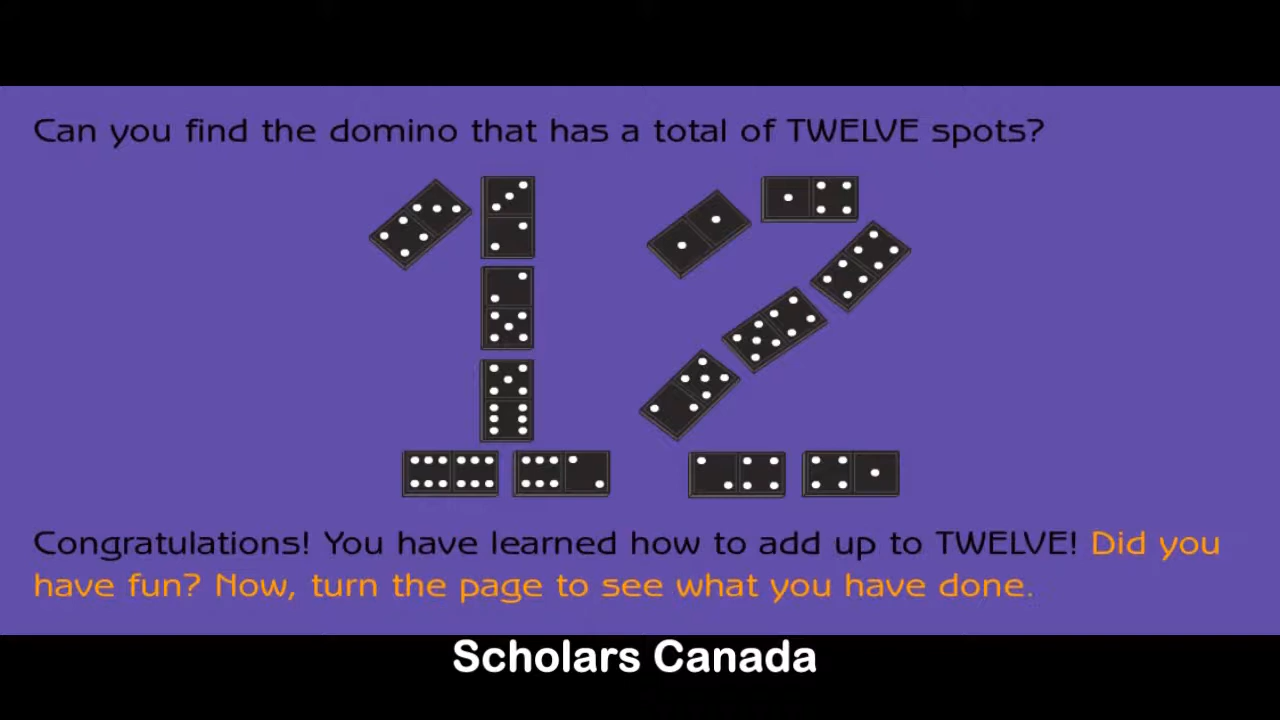 Can you find the domino that has a total of TWELVE spots?
Congratulations! You have learned how to add up to TWELVE! Did you
have fun? Now, turn the page to see what you have done.
Scholars Canada